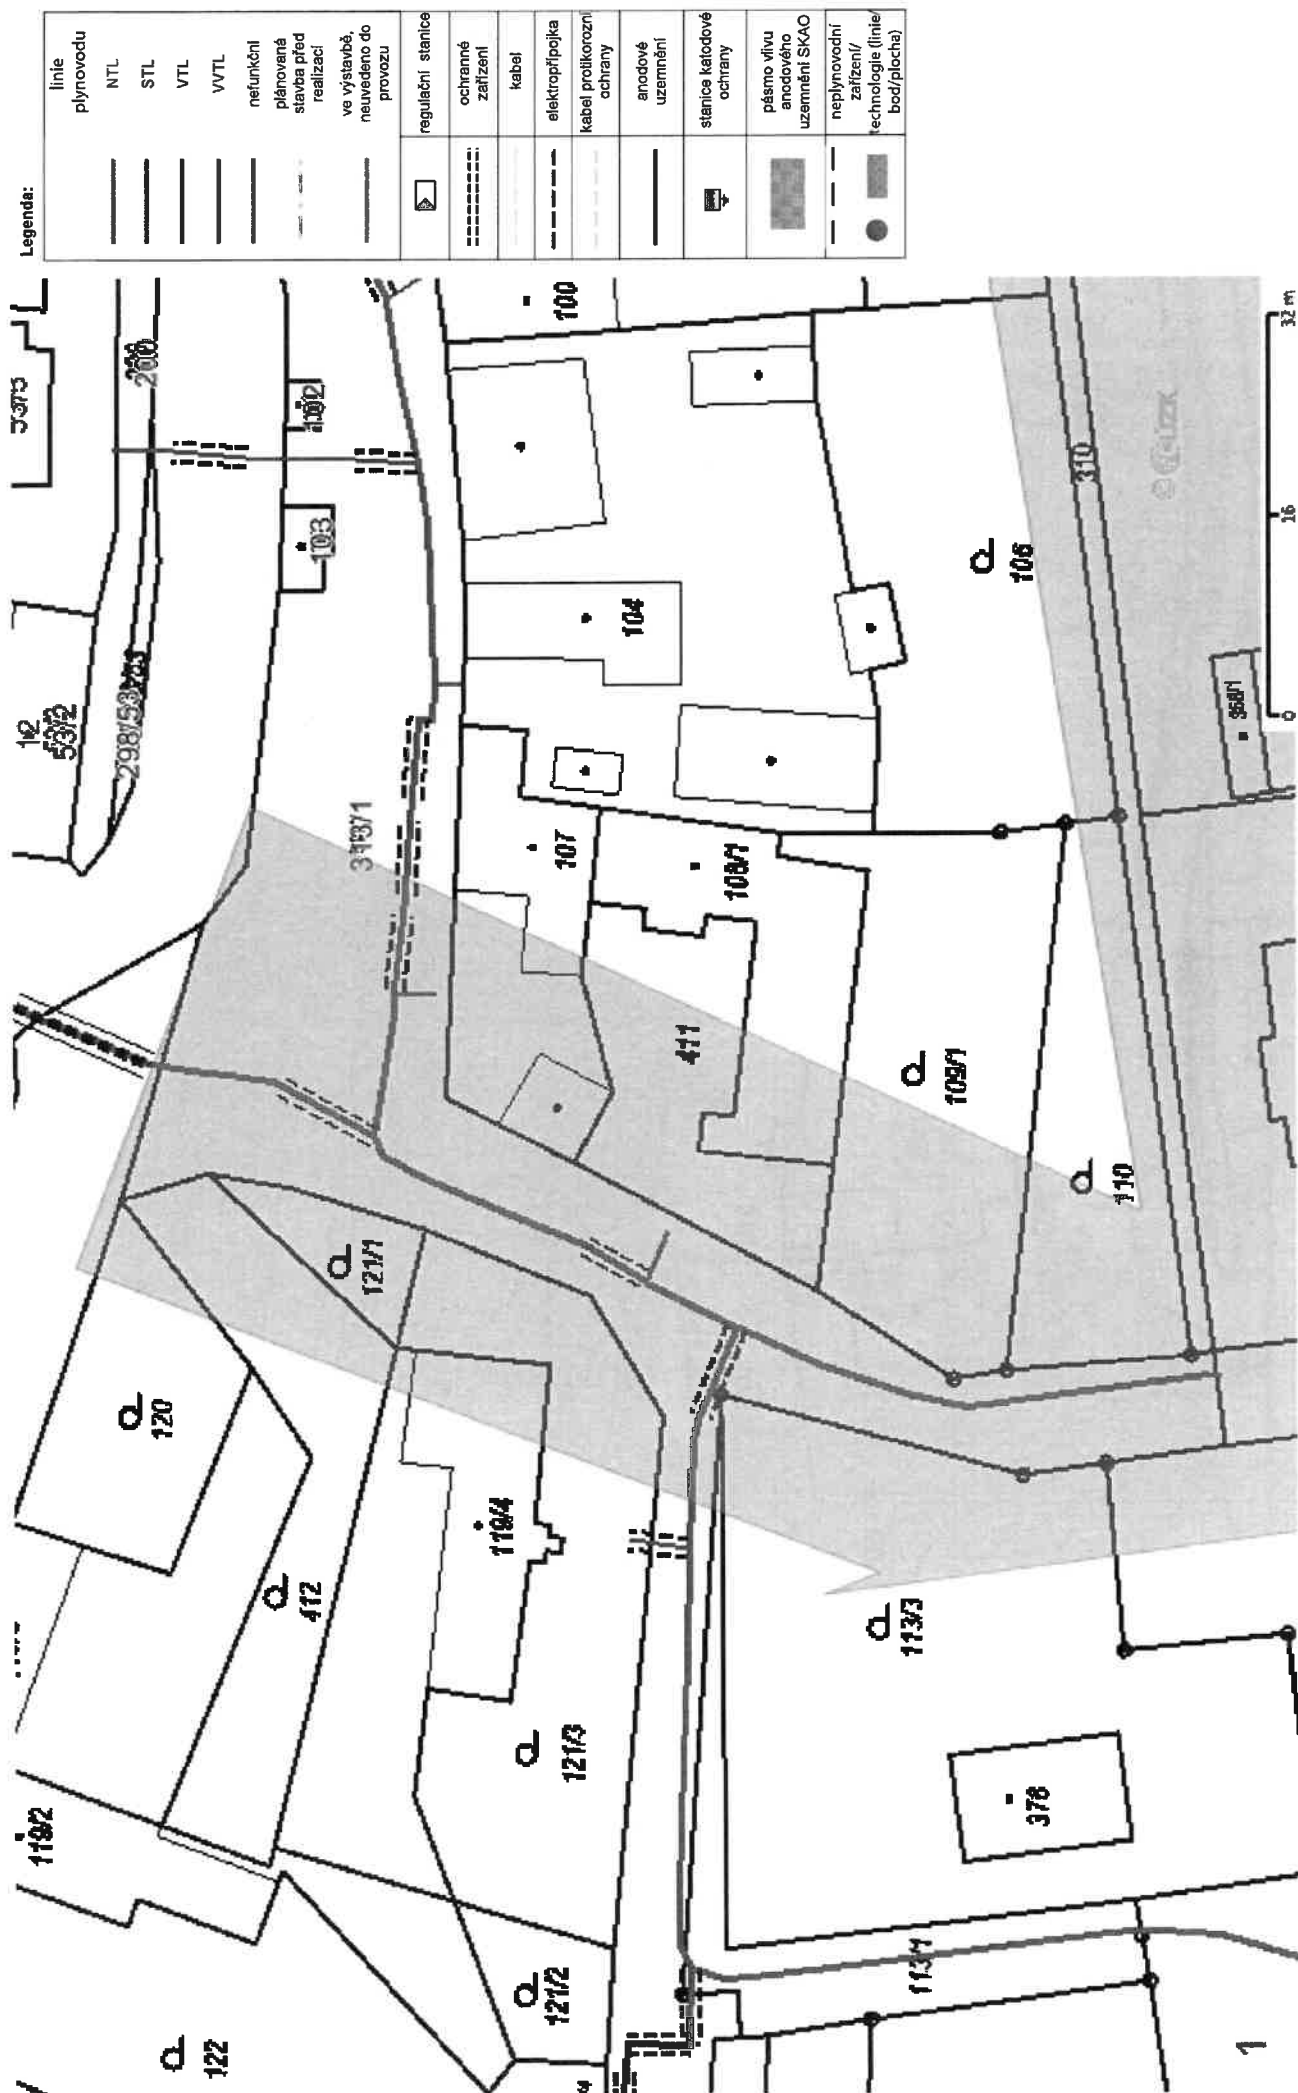 Legenda:
linie
plynovodu
NTL
STL
VTL
VVTL
nefunkční
plánovaná
stavba před
realizací
ve výstavbě,
neuvedeno do
provozu
regulační stanice
ochranné
zařízení
kabel
elektropřípojka
kabel protikorozní
ochrany
anodové
uzemnění
stanice katodové
ochrany
pásmo vlivu
anodového
uzemnění SKAO
neplynovodní
zařízení/
technologie (linie/
bod/plocha)
53/2
103
100
104
106
107
108/1
109/1
110
310
411
120
121/1
412
119/4
121/3
113/3
378
119/2
121/2
122
113/1
1
0
16
32 m